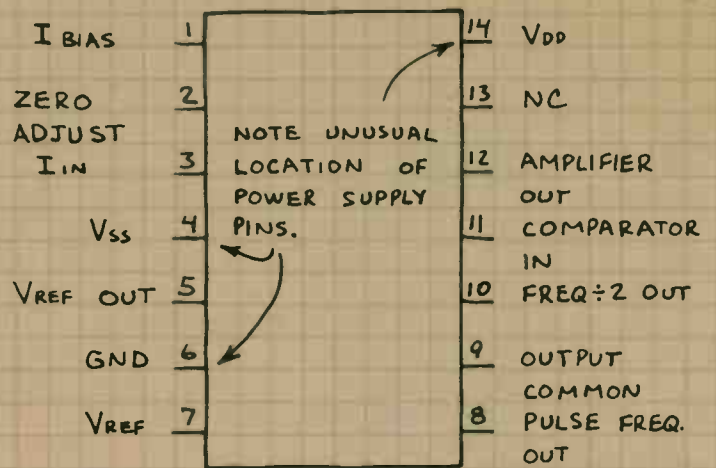 I BIAS 1
ZERO ADJUST 2
I IN 3
VSS 4
VREF OUT 5
GND 6
VREF 7
NOTE UNUSUAL
LOCATION OF
POWER SUPPLY
PINS.
14 VDD
13 NC
12 AMPLIFIER OUT
11 COMPARATOR IN
10 FREQ÷2 OUT
9 OUTPUT COMMON
8 PULSE FREQ. OUT